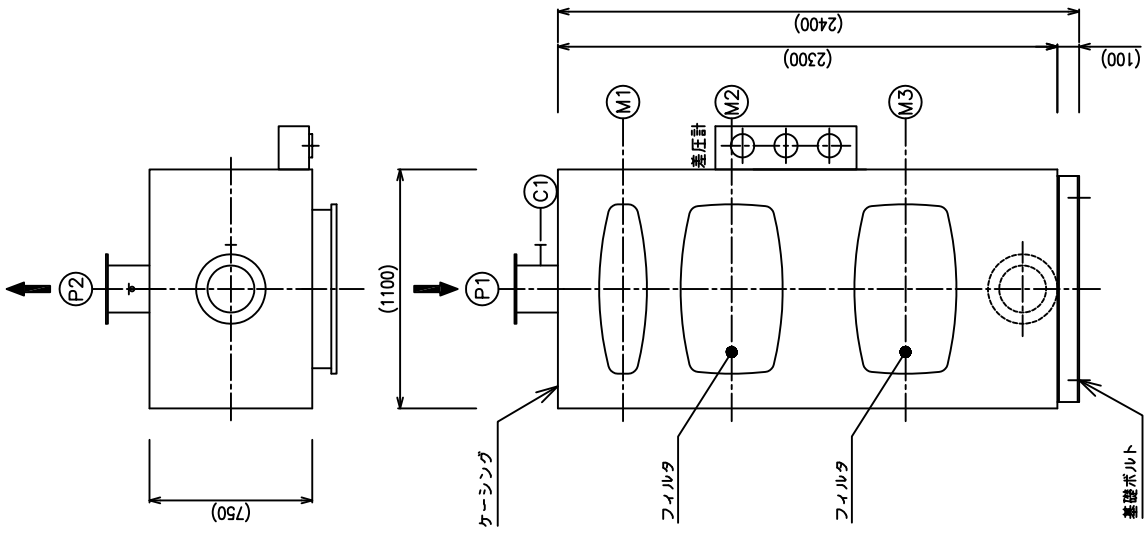 (2400)
(2300)
(100)
M1
M2
M3
差圧計
C1
P2
P1
(1100)
(750)
ケーシング
フィルタ
フィルタ
基礎ボルト